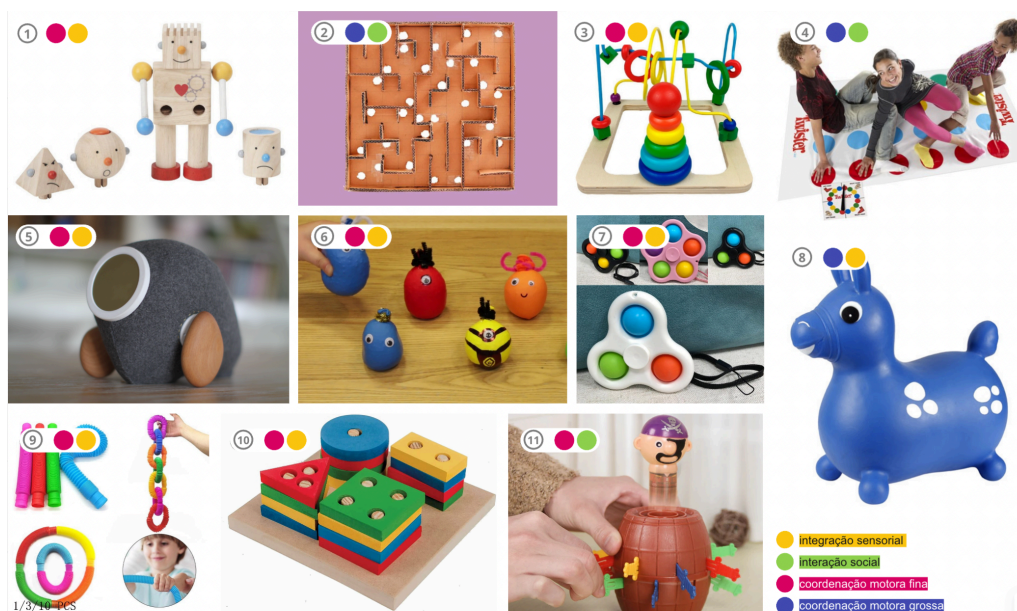 1
2
3
4
Twister
Twister
5
6
7
8
9
10
11
1/3/10 PCS
integração sensorial
interação social
coordenação motora fina
coordenação motora grossa